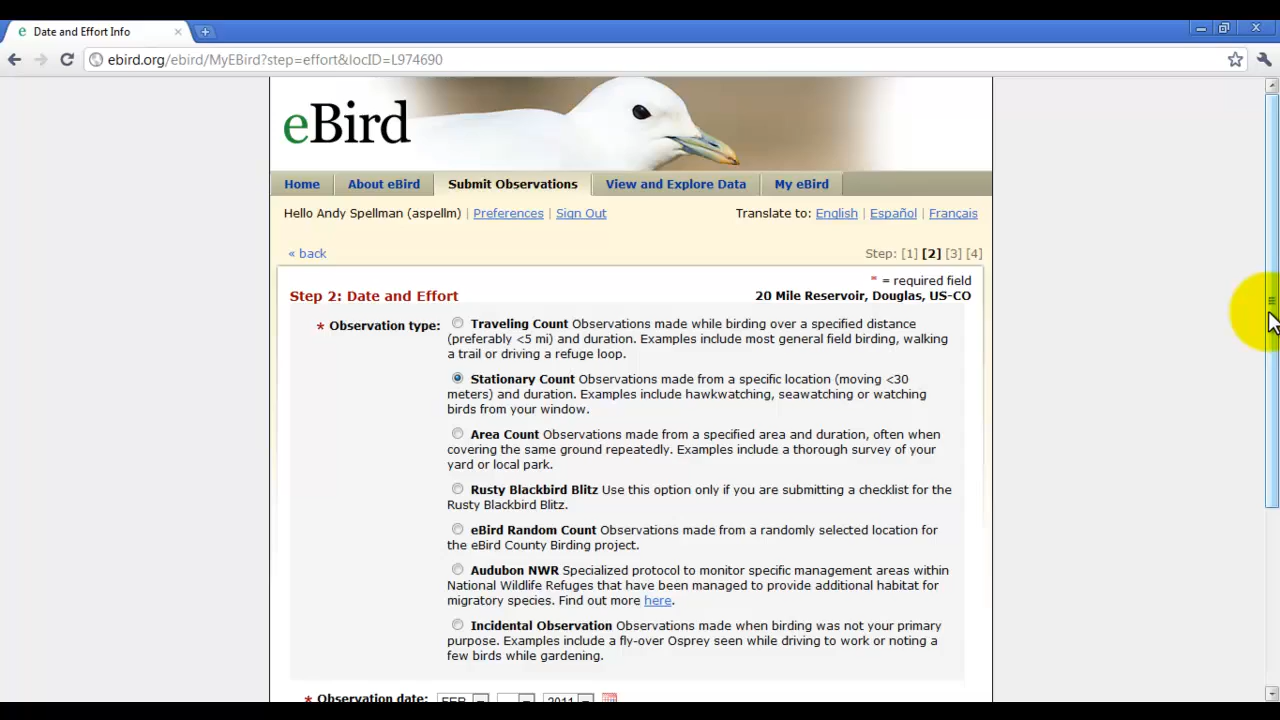 e Date and Effort Info
ebird.org/ebird/MyEBird?step=effort&locID=L974690
eBird
Home About eBird Submit Observations View and Explore Data My eBird
Hello Andy Spellman (aspellm) | Preferences | Sign Out Translate to: English | Español | Français
« back Step: [1] [2] [3] [4]
* = required field
Step 2: Date and Effort 20 Mile Reservoir, Douglas, US-CO
* Observation type: Traveling Count Observations made while birding over a specified distance
(preferably <5 mi) and duration. Examples include most general field birding, walking
a trail or driving a refuge loop.
Stationary Count Observations made from a specific location (moving <30
meters) and duration. Examples include hawkwatching, seawatching or watching
birds from your window.
Area Count Observations made from a specified area and duration, often when
covering the same ground repeatedly. Examples include a thorough survey of your
yard or local park.
Rusty Blackbird Blitz Use this option only if you are submitting a checklist for the
Rusty Blackbird Blitz.
eBird Random Count Observations made from a randomly selected location for
the eBird County Birding project.
Audubon NWR Specialized protocol to monitor specific management areas within
National Wildlife Refuges that have been managed to provide additional habitat for
migratory species. Find out more here.
Incidental Observation Observations made when birding was not your primary
purpose. Examples include a fly-over Osprey seen while driving to work or noting a
few birds while gardening.
* Observation date: FEB 2011